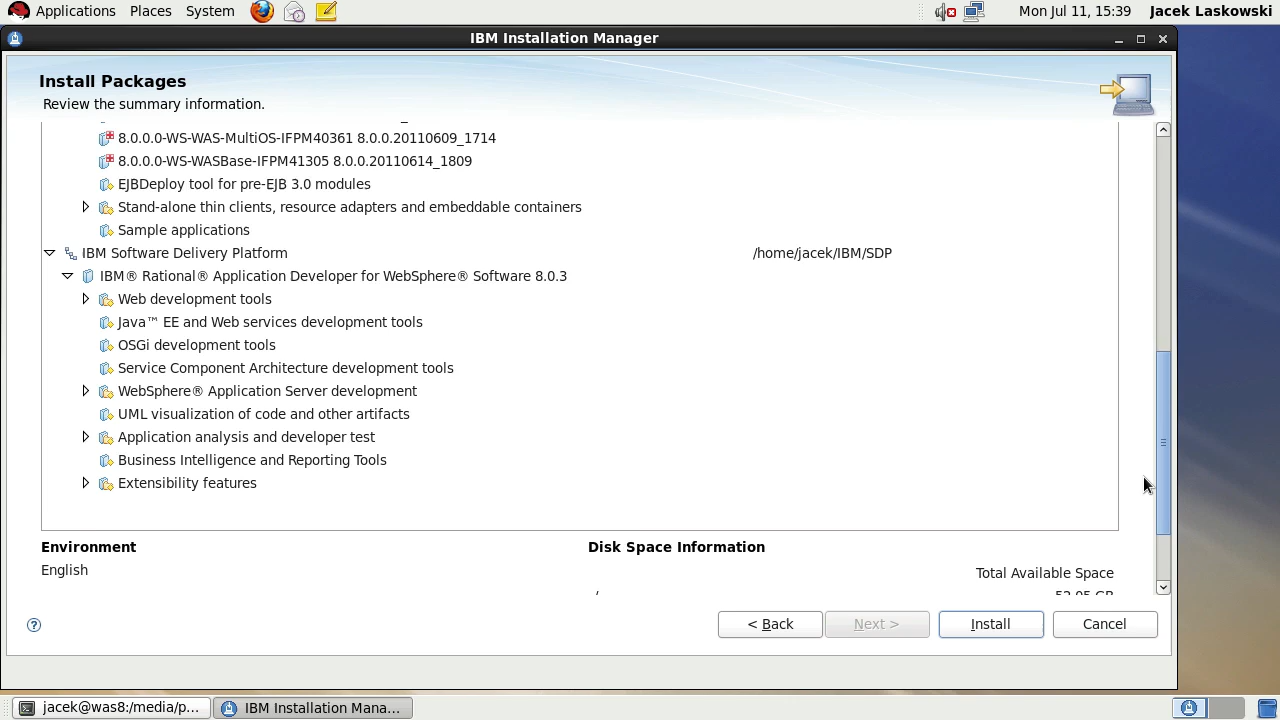 Applications Places System Mon Jul 11, 15:39 Jacek Laskowski
IBM Installation Manager
Install Packages
Review the summary information.
8.0.0.0-WS-WAS-MultiOS-IFPM40361 8.0.0.20110609_1714
8.0.0.0-WS-WASBase-IFPM41305 8.0.0.20110614_1809
EJBDeploy tool for pre-EJB 3.0 modules
Stand-alone thin clients, resource adapters and embeddable containers
Sample applications
IBM Software Delivery Platform /home/jacek/IBM/SDP
IBM® Rational® Application Developer for WebSphere® Software 8.0.3
Web development tools
Java™ EE and Web services development tools
OSGi development tools
Service Component Architecture development tools
WebSphere® Application Server development
UML visualization of code and other artifacts
Application analysis and developer test
Business Intelligence and Reporting Tools
Extensibility features
Environment Disk Space Information
English Total Available Space
/ 52.05 GB
< Back Next > Install Cancel
jacek@was8:/media/p... IBM Installation Mana...